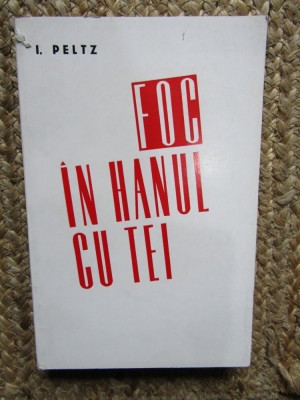 I. PELTZ
FOC
ÎN HANUL
CU TEI